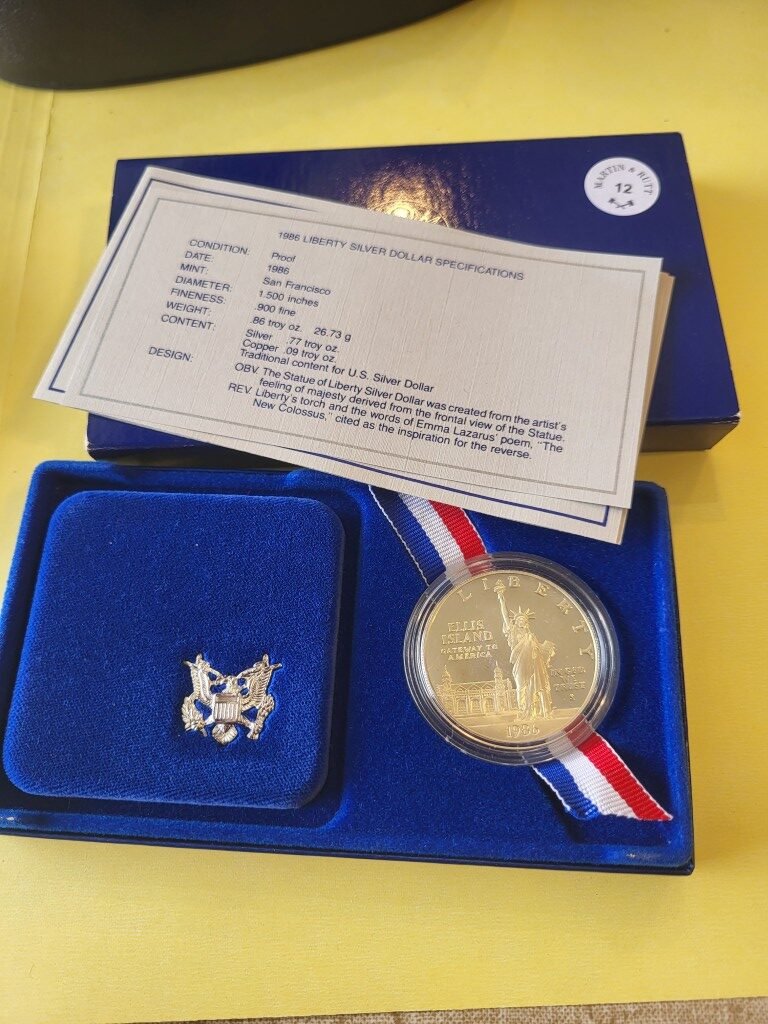 MARTIN & RUTT
12
1986 LIBERTY SILVER DOLLAR SPECIFICATIONS
CONDITION: Proof
DATE: 1986
MINT: San Francisco
DIAMETER: 1.500 inches
FINENESS: .900 fine
WEIGHT: .86 troy oz. 26.73 g
CONTENT: Silver .77 troy oz.
Copper .09 troy oz.
Traditional content for U.S. Silver Dollar
DESIGN: OBV. The Statue of Liberty Silver Dollar was created from the artist's
feeling of majesty derived from the frontal view of the Statue.
REV. Liberty's torch and the words of Emma Lazarus' poem, "The
New Colossus," cited as the inspiration for the reverse.
LIBERTY
ELLIS
ISLAND
GATEWAY TO
AMERICA
IN GOD
WE
TRUST
S
1986